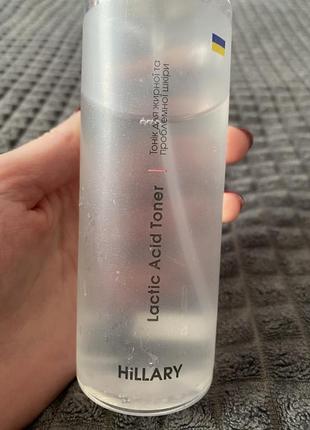 Lactic Acid Toner
Тонік для жирної та
проблемної шкіри
HiLLARY